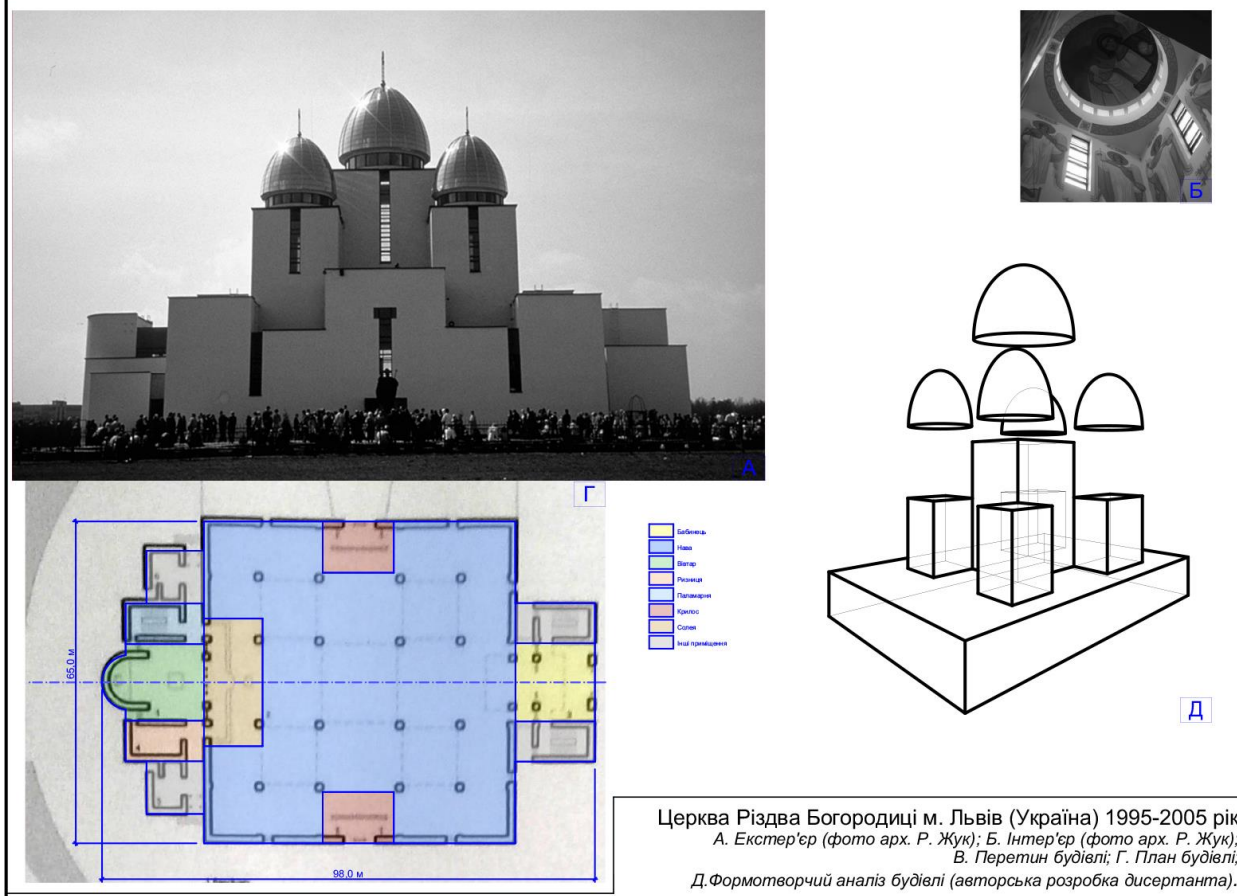 А
Б
Г
65,0 м
98,0 м
Бабинець
Нава
Вівтар
Ризниця
Паламарня
Крилос
Солея
Інші приміщення
Д
Церква Різдва Богородиці м. Львів (Україна) 1995-2005 рік
А. Екстер'єр (фото арх. Р. Жук); Б. Інтер'єр (фото арх. Р. Жук);
В. Перетин будівлі; Г. План будівлі;
Д.Формотворчий аналіз будівлі (авторська розробка дисертанта).